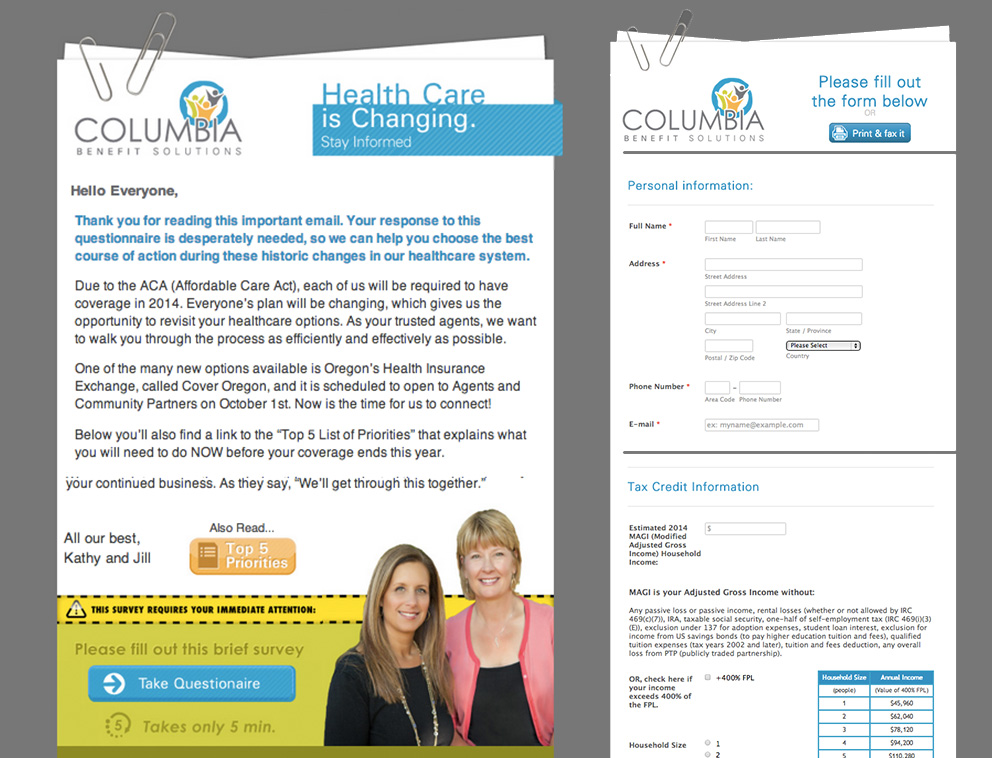 COLUMBIA
BENEFIT SOLUTIONS
Health Care
is Changing.
Stay Informed
Hello Everyone,
Thank you for reading this important email. Your response to this
questionnaire is desperately needed, so we can help you choose the best
course of action during these historic changes in our healthcare system.
Due to the ACA (Affordable Care Act), each of us will be required to have
coverage in 2014. Everyone's plan will be changing, which gives us the
opportunity to revisit your healthcare options. As your trusted agents, we want
to walk you through the process as efficiently and effectively as possible.
One of the many new options available is Oregon's Health Insurance
Exchange, called Cover Oregon, and it is scheduled to open to Agents and
Community Partners on October 1st. Now is the time for us to connect!
Below you'll also find a link to the “Top 5 List of Priorities” that explains what
you will need to do NOW before your coverage ends this year.
your continued business. As they say, “We'll get through this together.”
All our best,
Kathy and Jill
Also Read...
Top 5
Priorities
THIS SURVEY REQUIRES YOUR IMMEDIATE ATTENTION:
Please fill out this brief survey
Take Questionaire
5 Takes only 5 min.
COLUMBIA
BENEFIT SOLUTIONS
Please fill out
the form below
OR
Print & fax it
Personal information:
Full Name *
First Name Last Name
Address *
Street Address
Street Address Line 2
City State / Province
Please Select
Postal / Zip Code Country
Phone Number * –
Area Code Phone Number
E-mail * ex: myname@example.com
Tax Credit Information
Estimated 2014 $
MAGI (Modified
Adjusted Gross
Income) Household
Income:
MAGI is your Adjusted Gross Income without:
Any passive loss or passive income, rental losses (whether or not allowed by IRC
469(c)(7)), IRA, taxable social security, one-half of self-employment tax (IRC 469(i)(3)
(E)), exclusion under 137 for adoption expenses, student loan interest, exclusion for
income from US savings bonds (to pay higher education tuition and fees), qualified
tuition expenses (tax years 2002 and later), tuition and fees deduction, any overall
loss from PTP (publicly traded partnership).
OR, check here if
your income
exceeds 400% of
the FPL.
+400% FPL
Household Size Annual Income
(people) (Value of 400% FPL)
1 $45,960
2 $62,040
3 $78,120
4 $94,200
5 $110,280
Household Size 1
2